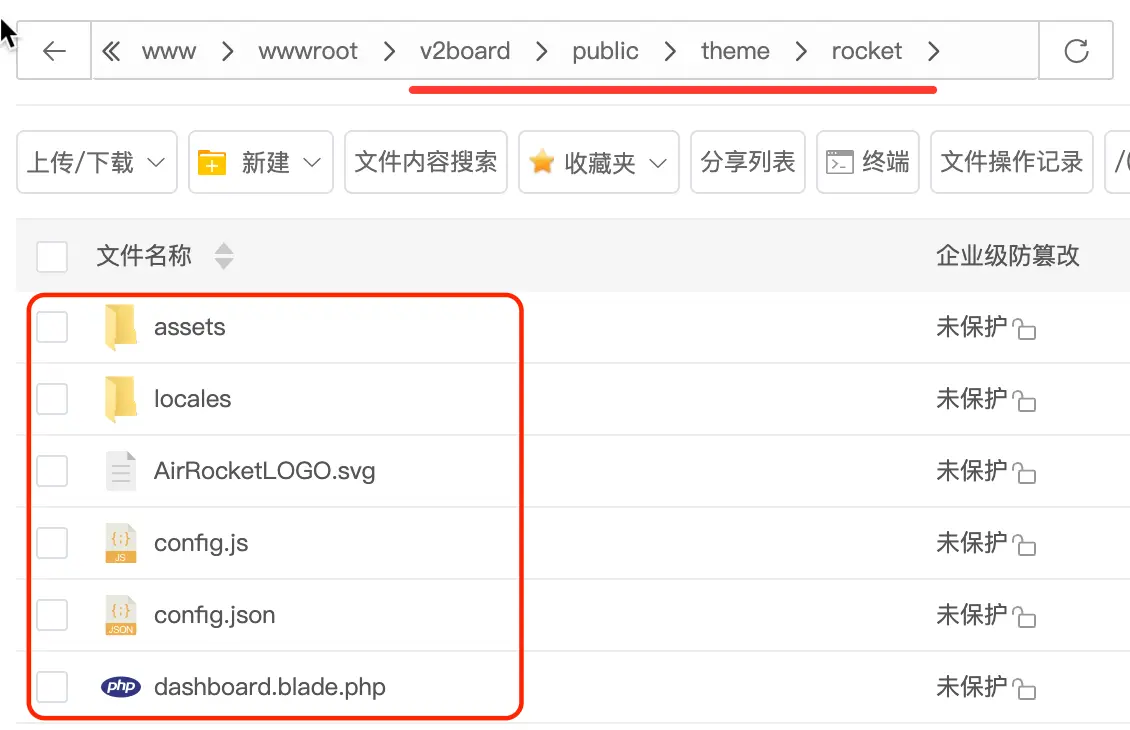 www wwwroot v2board public theme rocket
上传/下载 新建 文件内容搜索 收藏夹 分享列表 终端 文件操作记录
文件名称 企业级防篡改
assets 未保护
locales 未保护
AirRocketLOGO.svg 未保护
JS config.js 未保护
JSON config.json 未保护
php dashboard.blade.php 未保护